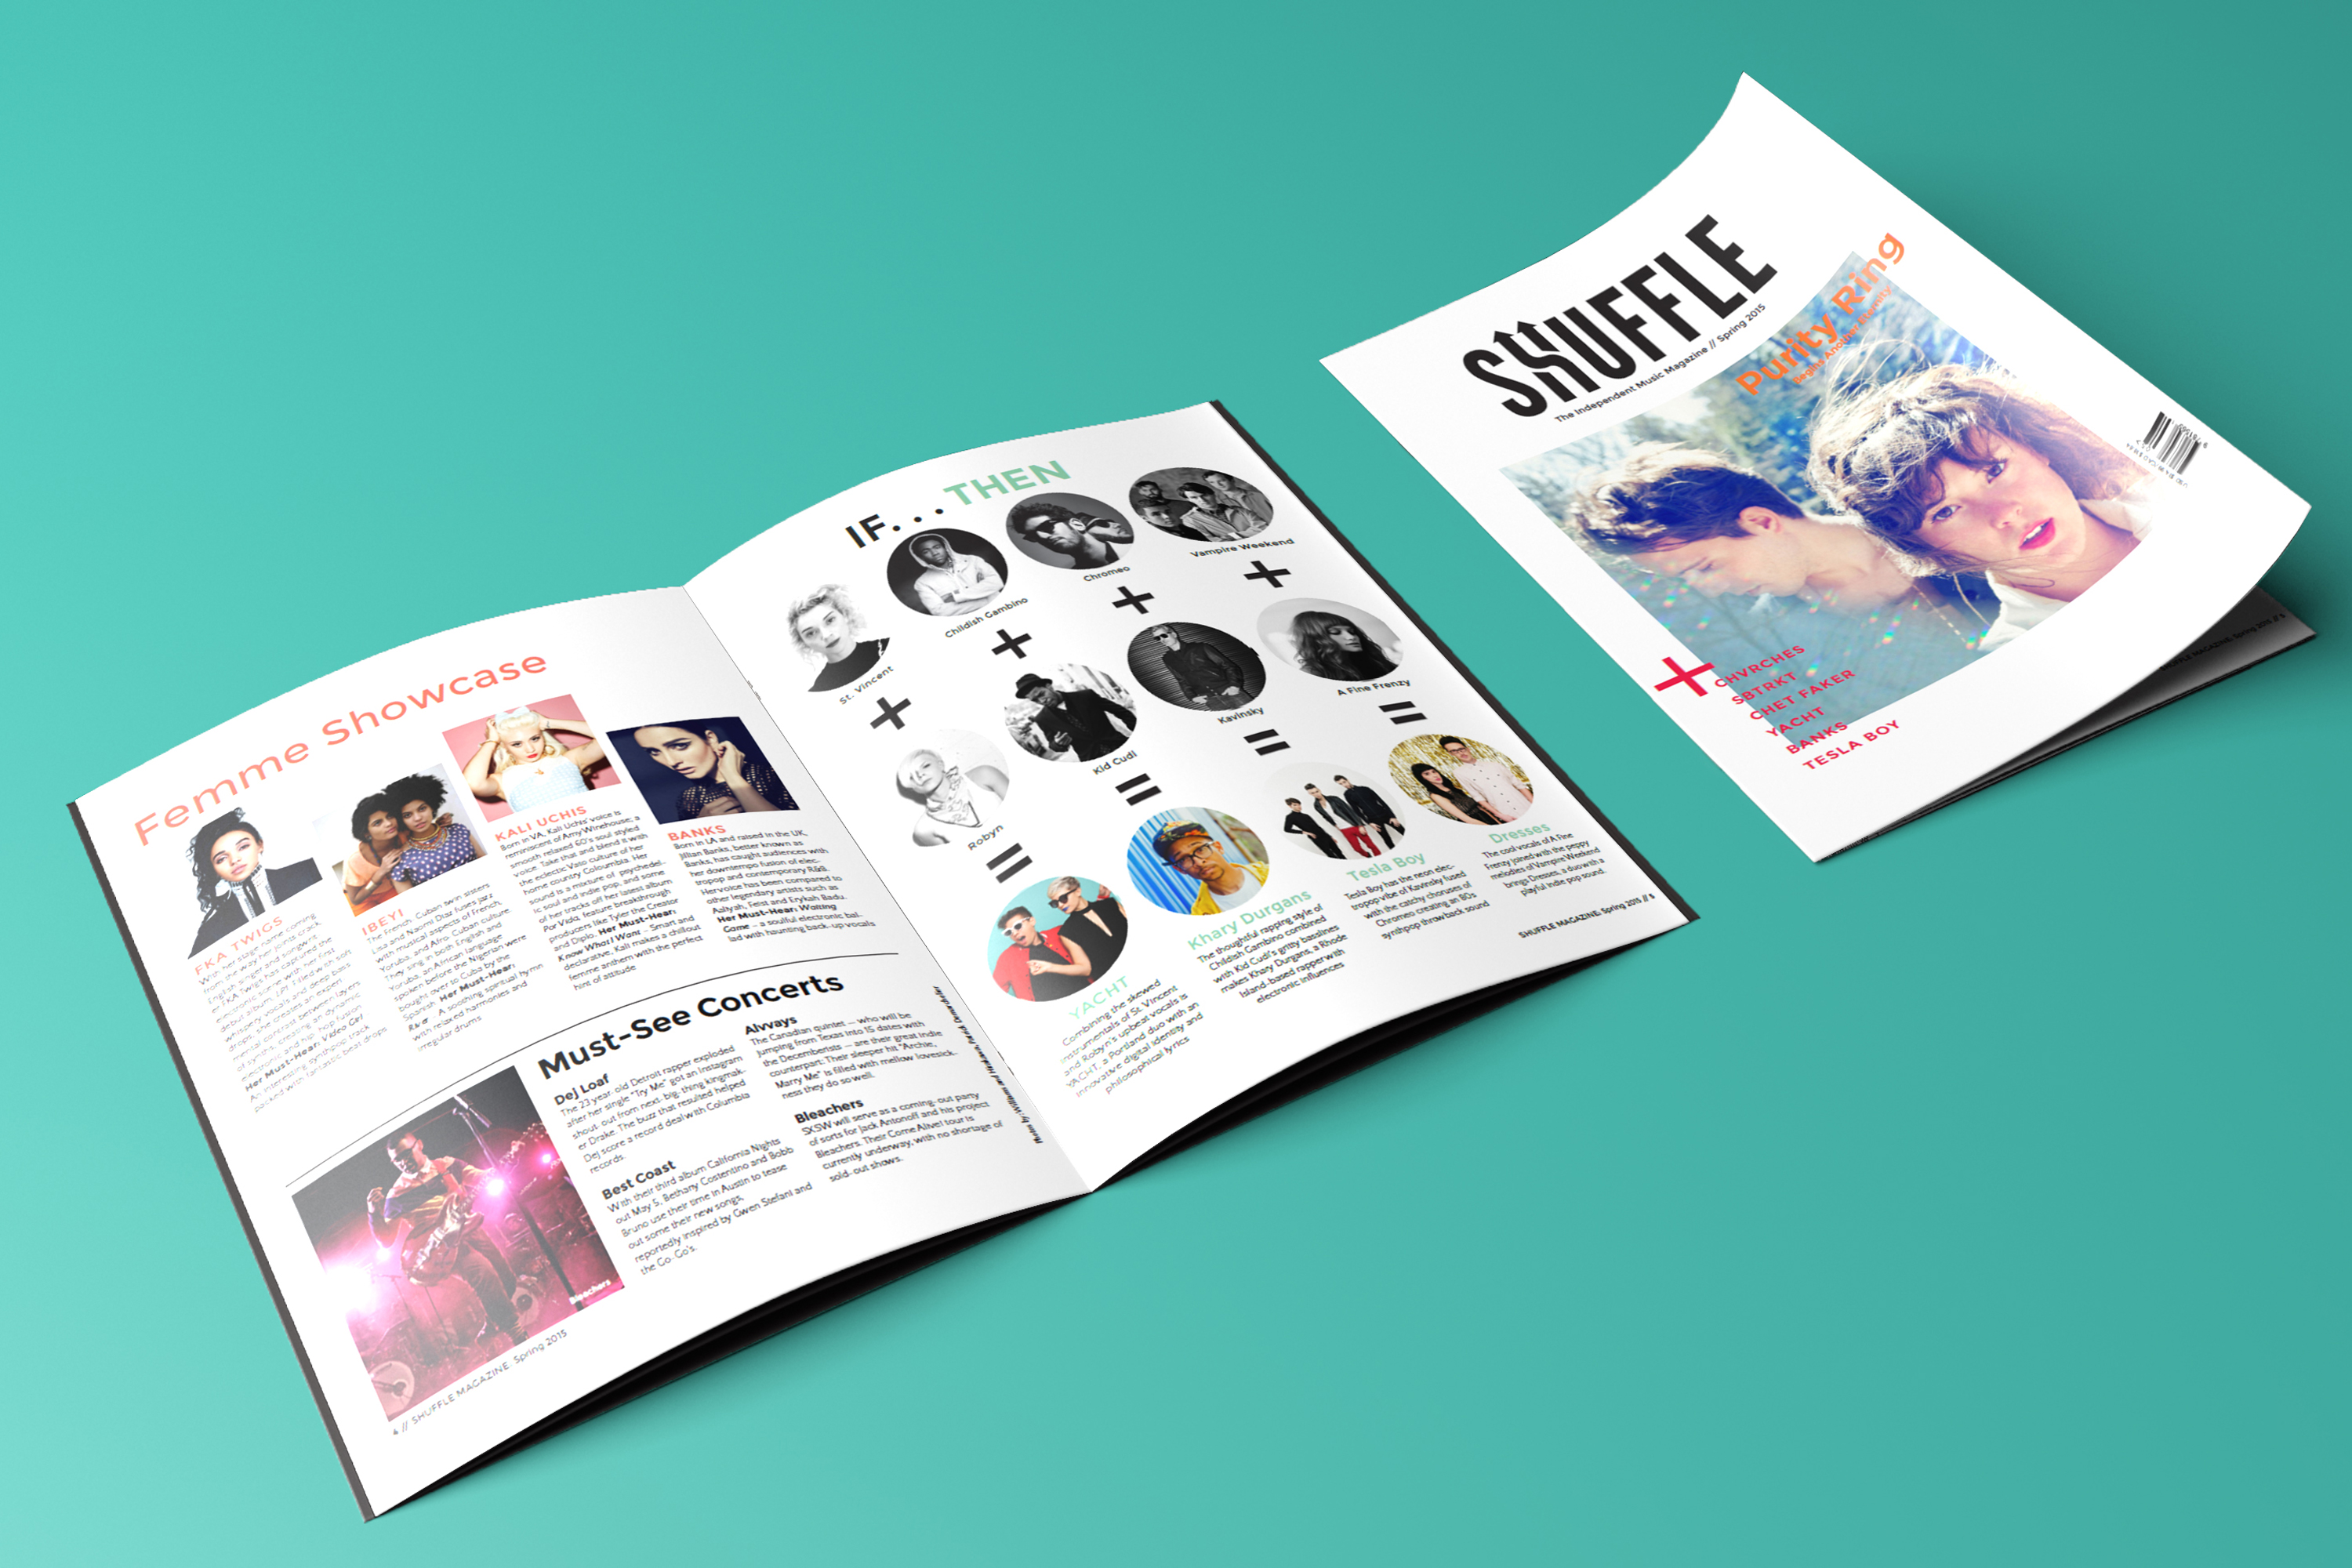 Femme Showcase
FKA TWIGS
With her stage name coming
from the way her joints crack,
English singer and songwriter
FKA Twigs has captured the
electronic scene with her first
debut album, LP1. Filled with soft
wispery vocals and deep bass
drops, she creates an experi-
mental contrast between layers
of synths, creating an dynamic
electronic and hip-hop fusion
Her Must-Hear: Video Girl
An interesting synthpop track
packed with fantastic beat drops
IBEYI
The French-Cuban twin sisters
Lisa and Naomi Diaz fuses jazz
with musical aspects of French,
Yoruba, and Afro-Cuban culture.
They sing in both English and
Yoruba, an African language
spoken before the Nigerian were
bought over to Cuba by the
Spanish. Her Must-Hear:
River – A soothing spiritual hymn
with relaxed harmonies and
irregular drums
KALI UCHIS
Born in VA, Kali Uchis' voice is
reminiscent of Amy Winehouse, a
smooth relaxed 60's soul styled
voice. Take that and blend it with
the eclectic Vaso culture of her
home country Colombia. Her
sound is a mixture of psychedel-
ic soul and indie pop, and some
of her tracks off her latest album
Por Vida, feature breakthrough
producers like Tyler the Creator
and Diplo. Her Must-Hear:
Know What I Want – Smart and
declarative, Kali makes a chillout
femme anthem with the perfect
hint of attitude
BANKS
Born in LA and raised in the UK,
Jillian Banks, better known as
Banks, has caught audiences with
her downtempo fusion of elec-
tropop and contemporary R&B.
Her voice has been compared to
other legendary artists such as
Aaliyah, Feist and Erykah Badu.
Her Must-Hear: Waiting
Game – a soulful electronic bal-
lad with haunting back-up vocals
Must-See Concerts
Dej Loaf
The 23 year-old Detroit rapper exploded
after her single "Try Me" got an Instagram
shout-out from next-big-thing kingmak-
er Drake. The buzz that resulted helped
Dej score a record deal with Columbia
records.
Best Coast
With their third album California Nights
out May 5, Bethany Costentino and Bobb
Bruno use their time in Austin to tease
out some their new songs,
reportedly inspired by Gwen Stefani and
the Go-Go's.
Alvvays
The Canadian quintet — who will be
jumping from Texas into 15 dates with
the Decemberists — are their great indie
counterpart: Their sleeper hit "Archie,
Marry Me" is filled with mellow lovesick-
ness they do so well.
Bleachers
SXSW will serve as a coming-out party
of sorts for Jack Antonoff and his project
Bleachers. Their Come Alive! tour is
currently underway, with no shortage of
sold-out shows.
Bleachers
4 // SHUFFLE MAGAZINE: Spring 2015
IF... THEN
St. Vincent
Childish Gambino
Chromeo
Vampire Weekend
+
+
+
+
Robyn
Kid Cudi
Kavinsky
A Fine Frenzy
=
=
=
=
YACHT
Combining the skewed
instrumentals of St. Vincent
and Robyn's upbeat vocals is
YACHT, a Portland duo with an
innovative digital identity and
philosophical lyrics
Khary Durgans
The thoughtful rapping style of
Childish Gambino combined
with Kid Cudi's gritty basslines
makes Khary Durgans, a Rhode
Island-based rapper with
electronic influences
Tesla Boy
Tesla Boy has the neon elec-
tropop vibe of Kavinsky fused
with the catchy choruses of
Chromeo creating an 80s
synthpop throwback sound
Dresses
The cool vocals of A Fine
Frenzy joined with the peppy
melodies of Vampire Weekend
brings Dresses, a duo with a
playful indie pop sound.
SHUFFLE MAGAZINE: Spring 2015 // 5
SHUFFLE
The Independent Music Magazine // Spring 2015
Purity Ring
Begins Another Eternity
+
CHVRCHES
SBTRKT
CHET FAKER
YACHT
BANKS
TESLA BOY
SHUFFLE MAGAZINE: Spring 2015 // 5